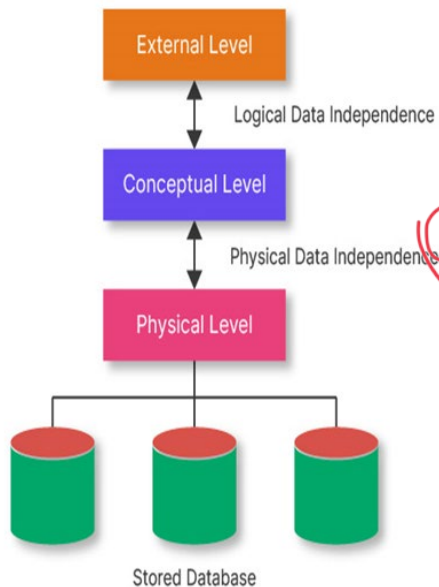 External Level
Logical Data Independence
Conceptual Level
Physical Data Independence
Physical Level
Stored Database